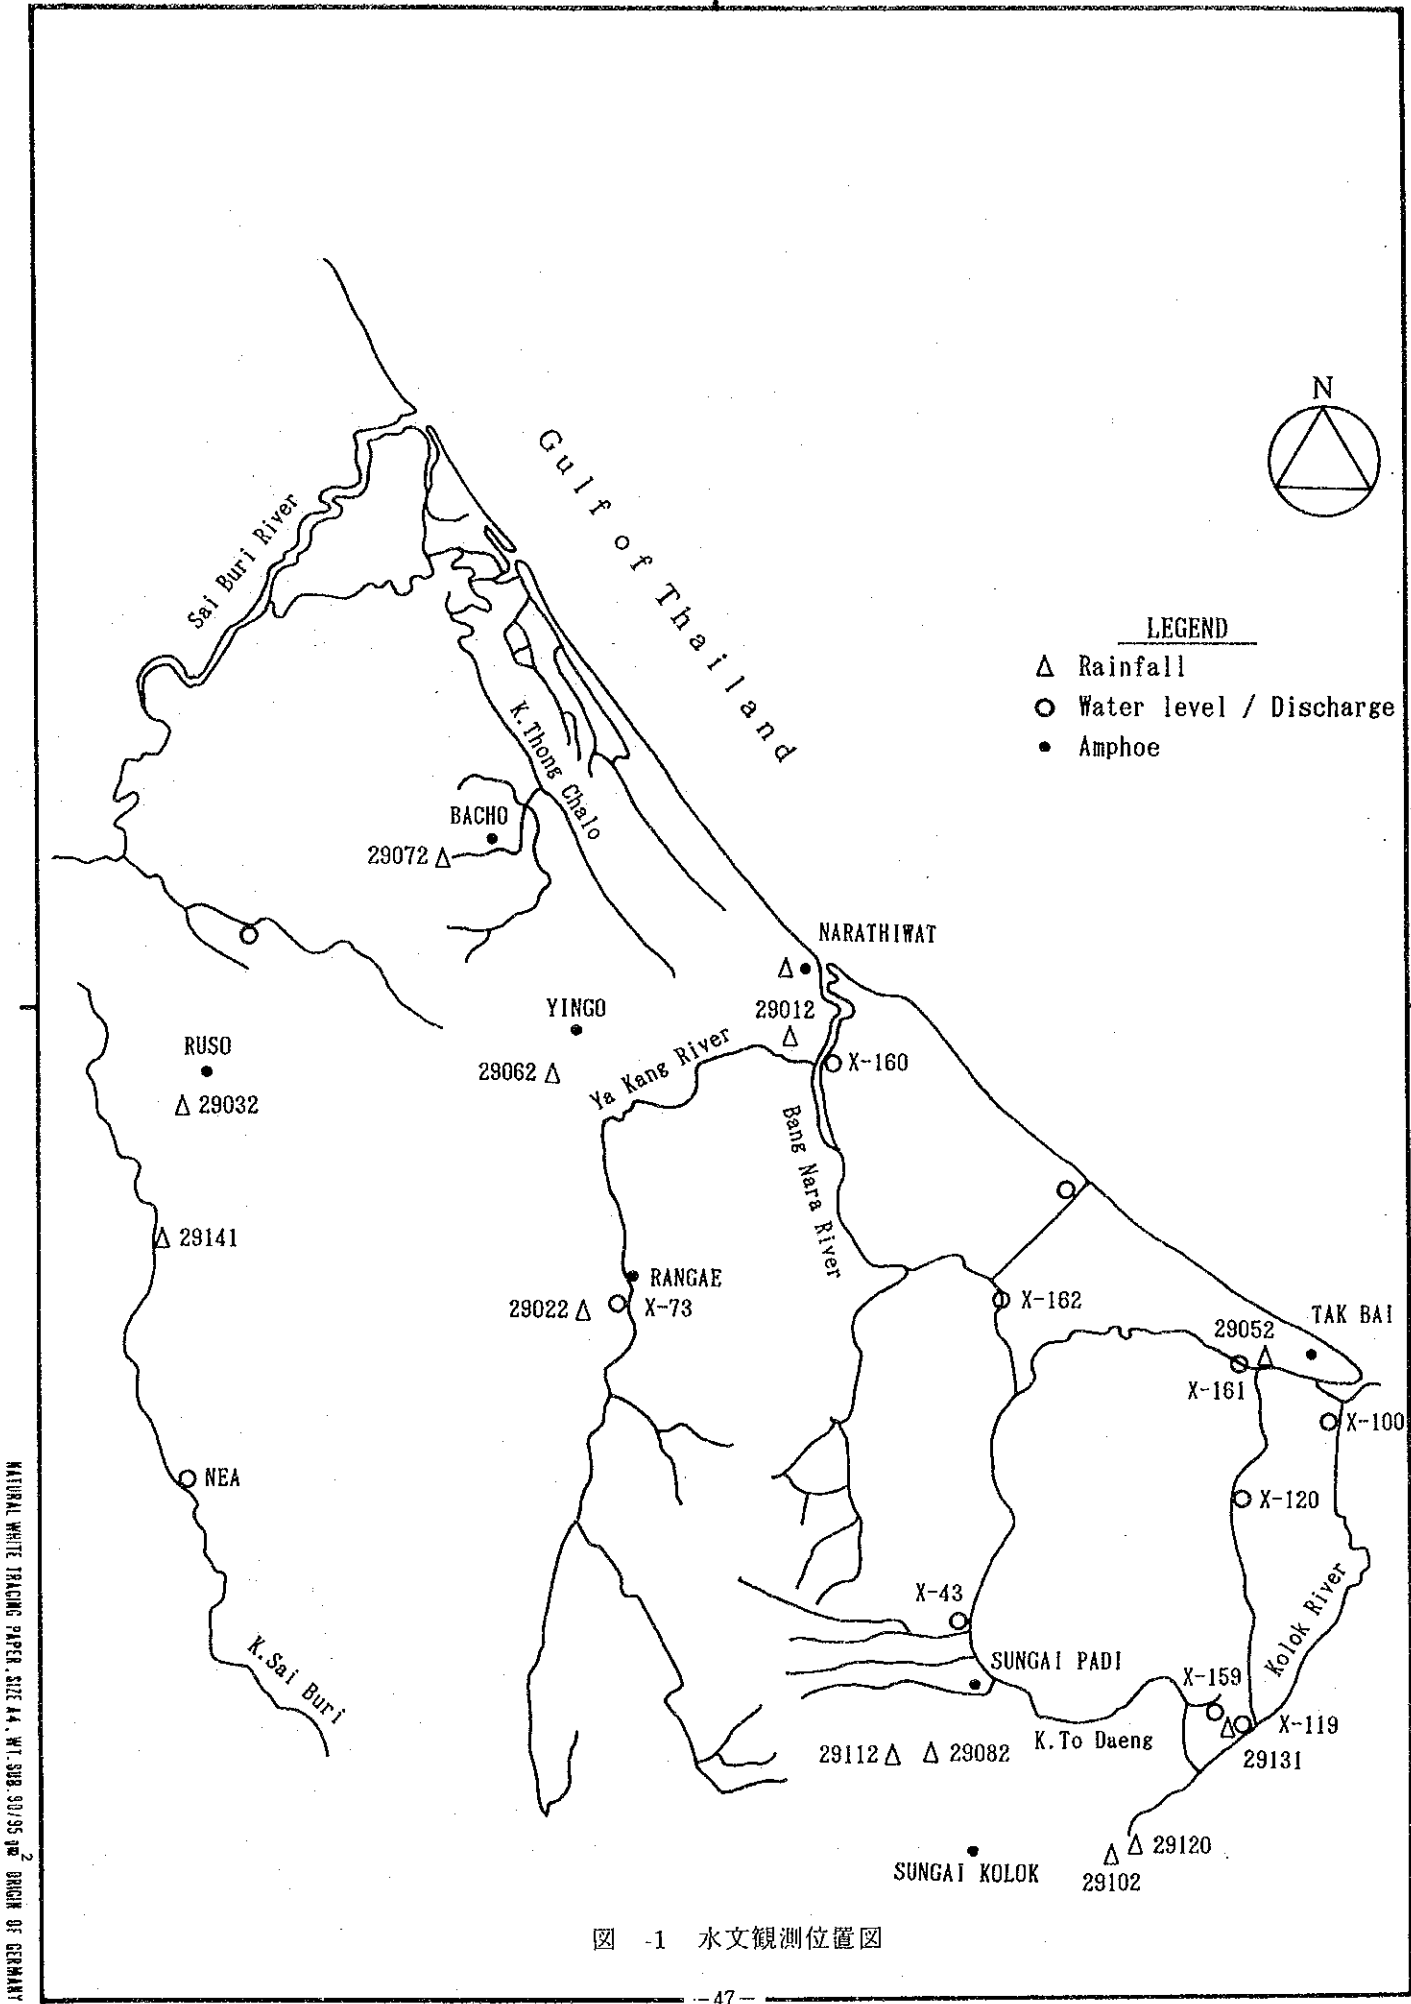 N
Gulf of Thailand
Sai Buri River
LEGEND
△ Rainfall
○ Water level / Discharge
● Amphoe
K.Thong Chalo
BACHO
29072
NARATHIWAT
YINGO
29012
RUSO
29062
Ya Kang River
X-160
29032
Bang Nara River
29141
RANGAE
29022
X-73
X-162
TAK BAI
29052
X-161
X-100
NEA
X-120
X-43
Kolok River
K.Sai Buri
SUNGAI PADI
X-159
X-119
K.To Daeng
29112
29082
29131
29120
SUNGAI KOLOK
29102
図 -1 水文観測位置図
-47-
NATURAL WHITE TRACING PAPER. SIZE A4. WT. SUB. 90/95 gm² ORIGIN OF GERMANY